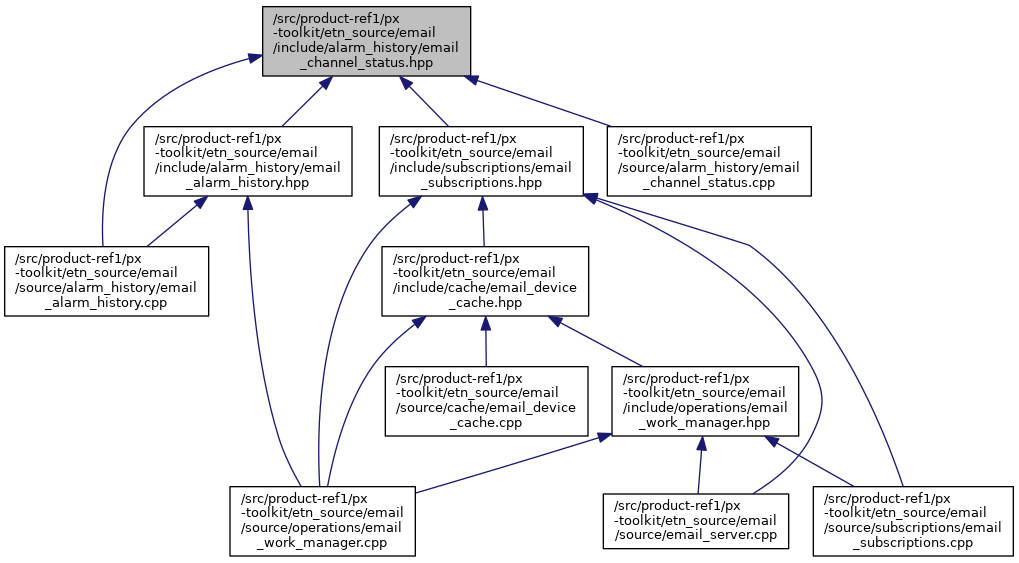 /src/product-ref1/px
-toolkit/etn_source/email
/include/alarm_history/email
_channel_status.hpp
/src/product-ref1/px
-toolkit/etn_source/email
/include/alarm_history/email
_alarm_history.hpp
/src/product-ref1/px
-toolkit/etn_source/email
/include/subscriptions/email
_subscriptions.hpp
/src/product-ref1/px
-toolkit/etn_source/email
/source/alarm_history/email
_channel_status.cpp
/src/product-ref1/px
-toolkit/etn_source/email
/source/alarm_history/email
_alarm_history.cpp
/src/product-ref1/px
-toolkit/etn_source/email
/include/cache/email_device
_cache.hpp
/src/product-ref1/px
-toolkit/etn_source/email
/source/cache/email_device
_cache.cpp
/src/product-ref1/px
-toolkit/etn_source/email
/include/operations/email
_work_manager.hpp
/src/product-ref1/px
-toolkit/etn_source/email
/source/operations/email
_work_manager.cpp
/src/product-ref1/px
-toolkit/etn_source/email
/source/email_server.cpp
/src/product-ref1/px
-toolkit/etn_source/email
/source/subscriptions/email
_subscriptions.cpp